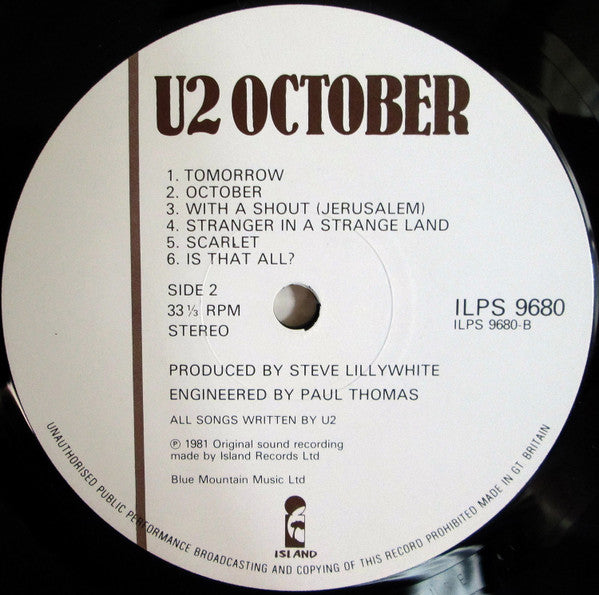 U2 OCTOBER
1. TOMORROW
2. OCTOBER
3. WITH A SHOUT (JERUSALEM)
4. STRANGER IN A STRANGE LAND
5. SCARLET
6. IS THAT ALL?
SIDE 2
33⅓ RPM
STEREO
ILPS 9680
ILPS 9680-B
PRODUCED BY STEVE LILLYWHITE
ENGINEERED BY PAUL THOMAS
ALL SONGS WRITTEN BY U2
℗ 1981 Original sound recording
made by Island Records Ltd
Blue Mountain Music Ltd
ISLAND
UNAUTHORISED PUBLIC PERFORMANCE BROADCASTING AND COPYING OF THIS RECORD PROHIBITED MADE IN GT BRITAIN